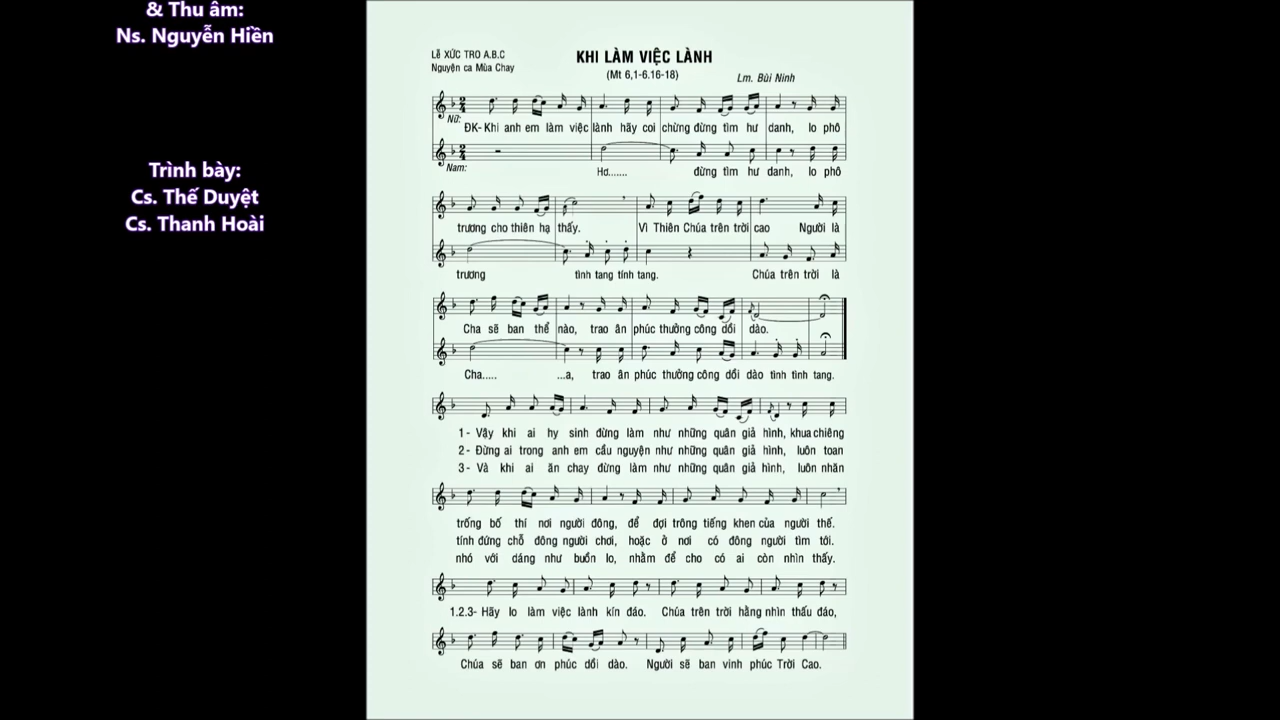 & Thu âm:
Ns. Nguyễn Hiền
Trình bày:
Cs. Thế Duyệt
Cs. Thanh Hoài
Lễ XỨC TRO A.B.C
Nguyện ca Mùa Chay
KHI LÀM VIỆC LÀNH
(Mt 6,1-6.16-18)
Lm. Bùi Ninh
Nữ:
ĐK- Khi anh em làm việc lành hãy coi chừng đừng tìm hư danh, lo phô
Nam:
Hơ....... đừng tìm hư danh, lo phô
trương cho thiên hạ thấy. Vì Thiên Chúa trên trời cao Người là
trương tình tang tính tang. Chúa trên trời là
Cha sẽ ban thể nào, trao ân phúc thưởng công dồi dào.
Cha..... ...a, trao ân phúc thưởng công dồi dào tình tình tang.
1- Vậy khi ai hy sinh đừng làm như những quân giả hình, khua chiêng
2- Đừng ai trong anh em cầu nguyện như những quân giả hình, luôn toan
3- Và khi ai ăn chay đừng làm như những quân giả hình, luôn nhăn
trống bố thí nơi người đông, để đợi trông tiếng khen của người thế.
tính đứng chỗ đông người chơi, hoặc ở nơi có đông người tìm tới.
nhó với dáng như buồn lo, nhằm để cho có ai còn nhìn thấy.
1.2.3- Hãy lo làm việc lành kín đáo. Chúa trên trời hằng nhìn thấu đáo,
Chúa sẽ ban ơn phúc dồi dào. Người sẽ ban vinh phúc Trời Cao.